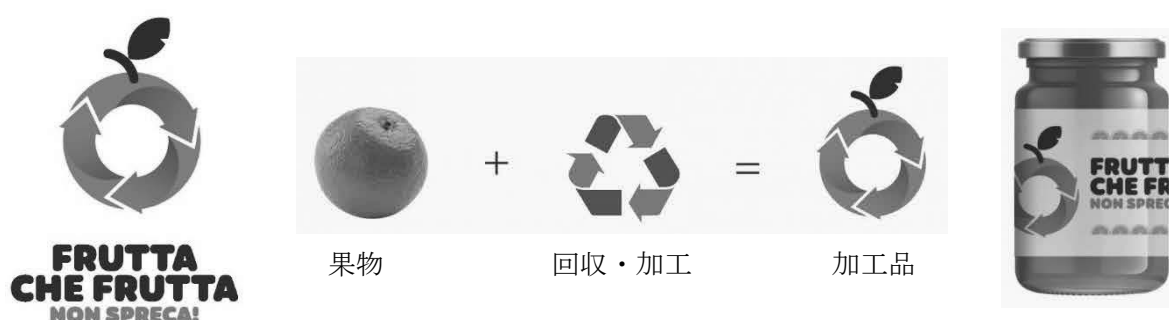 FRUTTA
CHE FRUTTA
NON SPRECA!
果物
+
回収・加工
=
加工品
FRUTT
CHE FR
NON SPREC